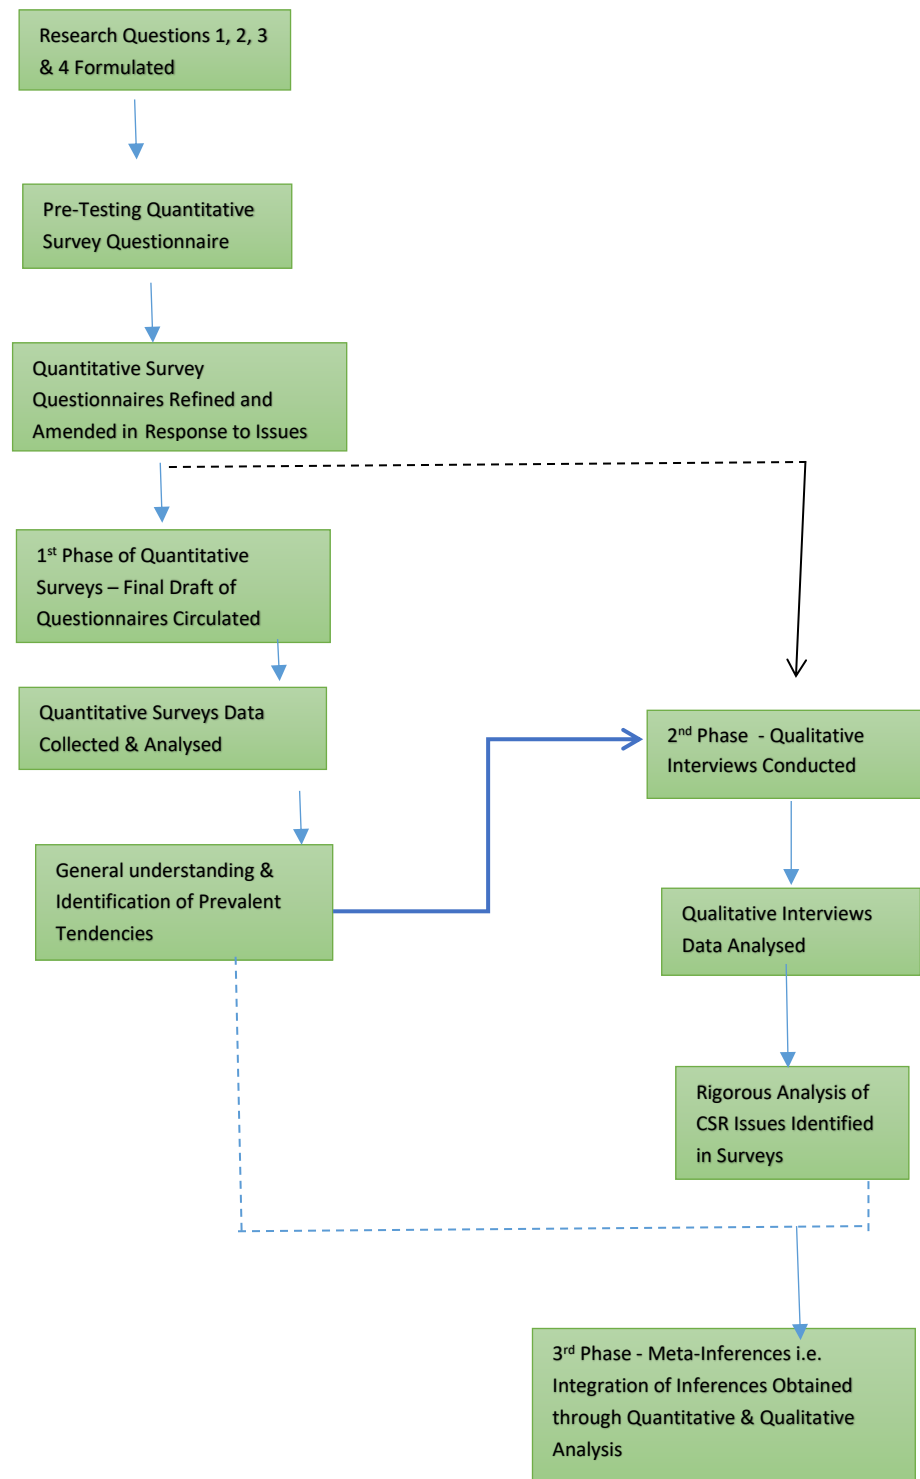 Research Questions 1, 2, 3
& 4 Formulated
Pre-Testing Quantitative
Survey Questionnaire
Quantitative Survey
Questionnaires Refined and
Amended in Response to Issues
1st Phase of Quantitative
Surveys – Final Draft of
Questionnaires Circulated
Quantitative Surveys Data
Collected & Analysed
General understanding &
Identification of Prevalent
Tendencies
2nd Phase - Qualitative
Interviews Conducted
Qualitative Interviews
Data Analysed
Rigorous Analysis of
CSR Issues Identified
in Surveys
3rd Phase - Meta-Inferences i.e.
Integration of Inferences Obtained
through Quantitative & Qualitative
Analysis